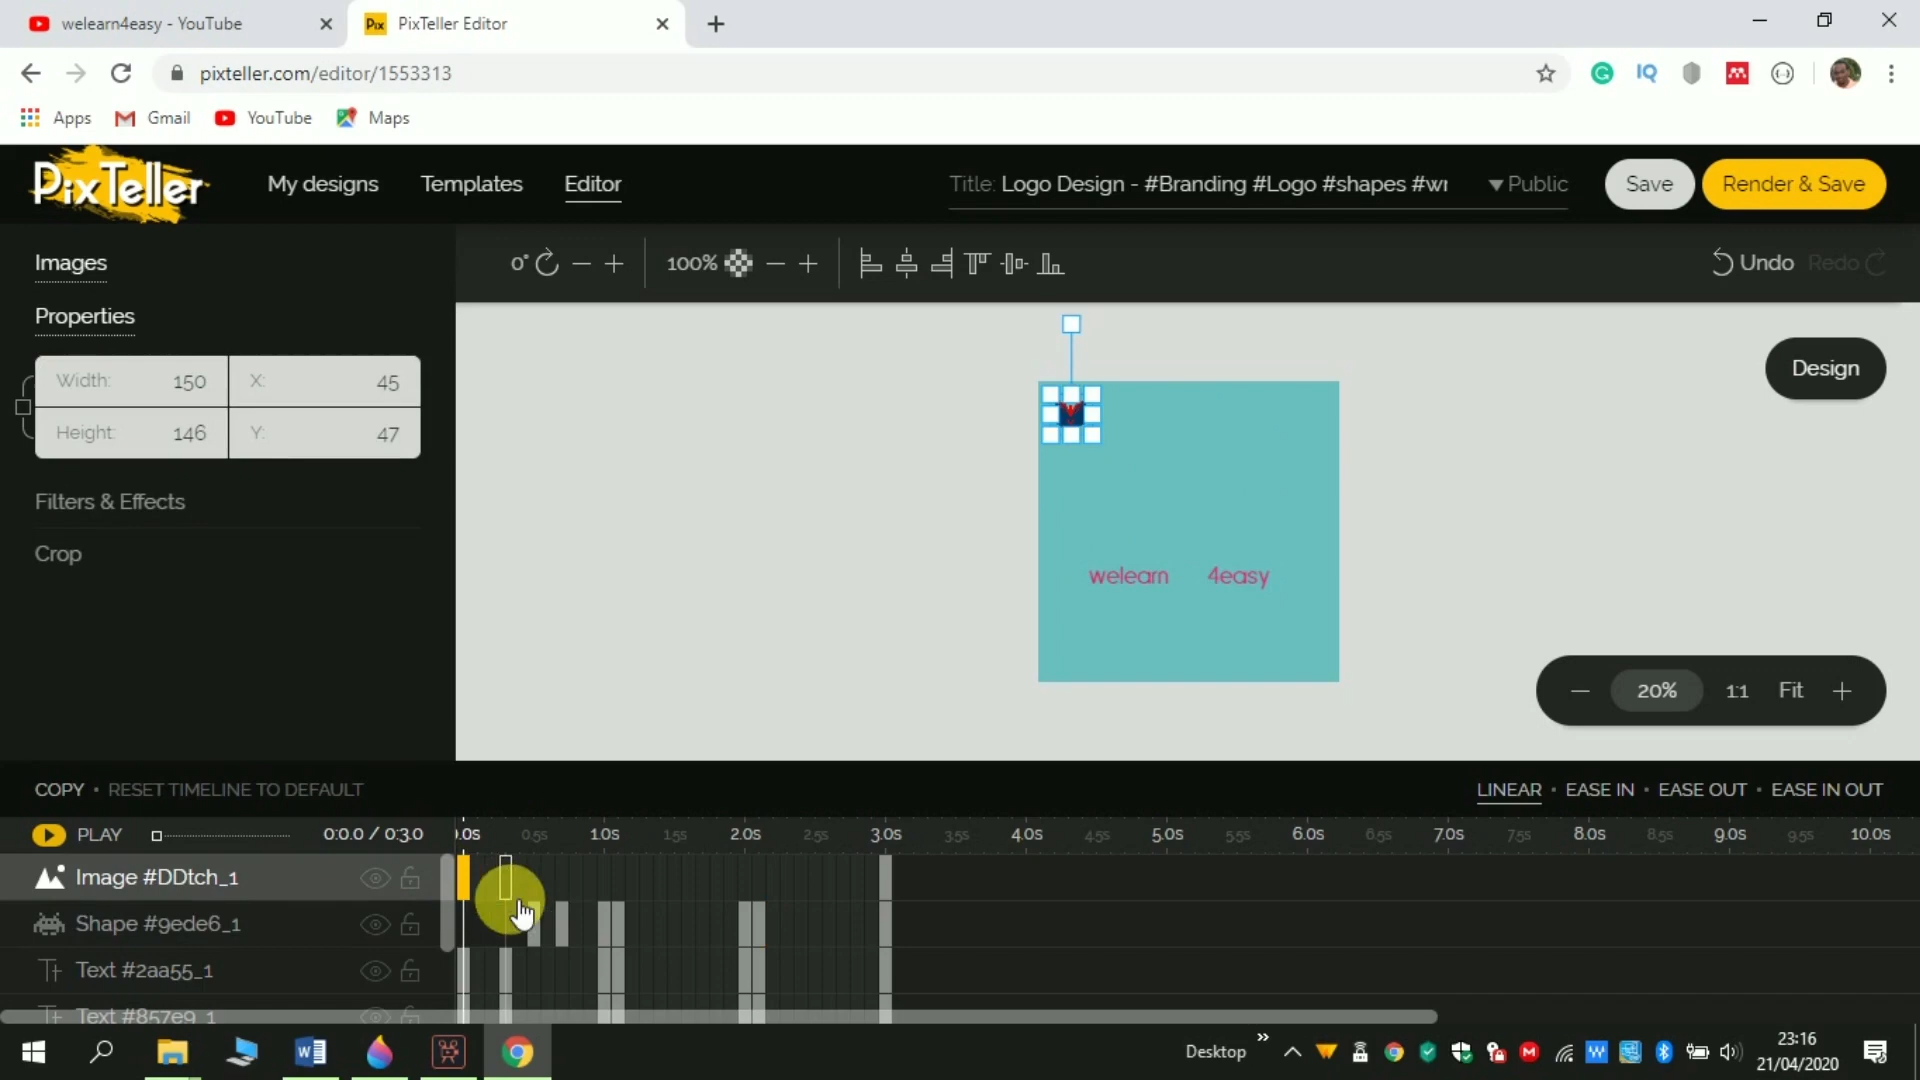 welearn4easy - YouTube
PixTeller Editor
pixteller.com/editor/1553313
Apps
Gmail
YouTube
Maps
PixTeller
My designs
Templates
Editor
Title: Logo Design - #Branding #Logo #shapes #wr
Public
Save
Render & Save
Images
0°
100%
Undo
Redo
Properties
Width: 150
X: 45
Height: 146
Y: 47
Design
Filters & Effects
Crop
welearn 4easy
20%
1:1
Fit
COPY • RESET TIMELINE TO DEFAULT
LINEAR • EASE IN • EASE OUT • EASE IN OUT
PLAY
0:0.0 / 0:3.0
0.0s 0.5s 1.0s 1.5s 2.0s 2.5s 3.0s 3.5s 4.0s 4.5s 5.0s 5.5s 6.0s 6.5s 7.0s 7.5s 8.0s 8.5s 9.0s 9.5s 10.0s
Image #DDtch_1
Shape #9ede6_1
Text #2aa55_1
Text #857e9_1
Desktop
23:16
21/04/2020